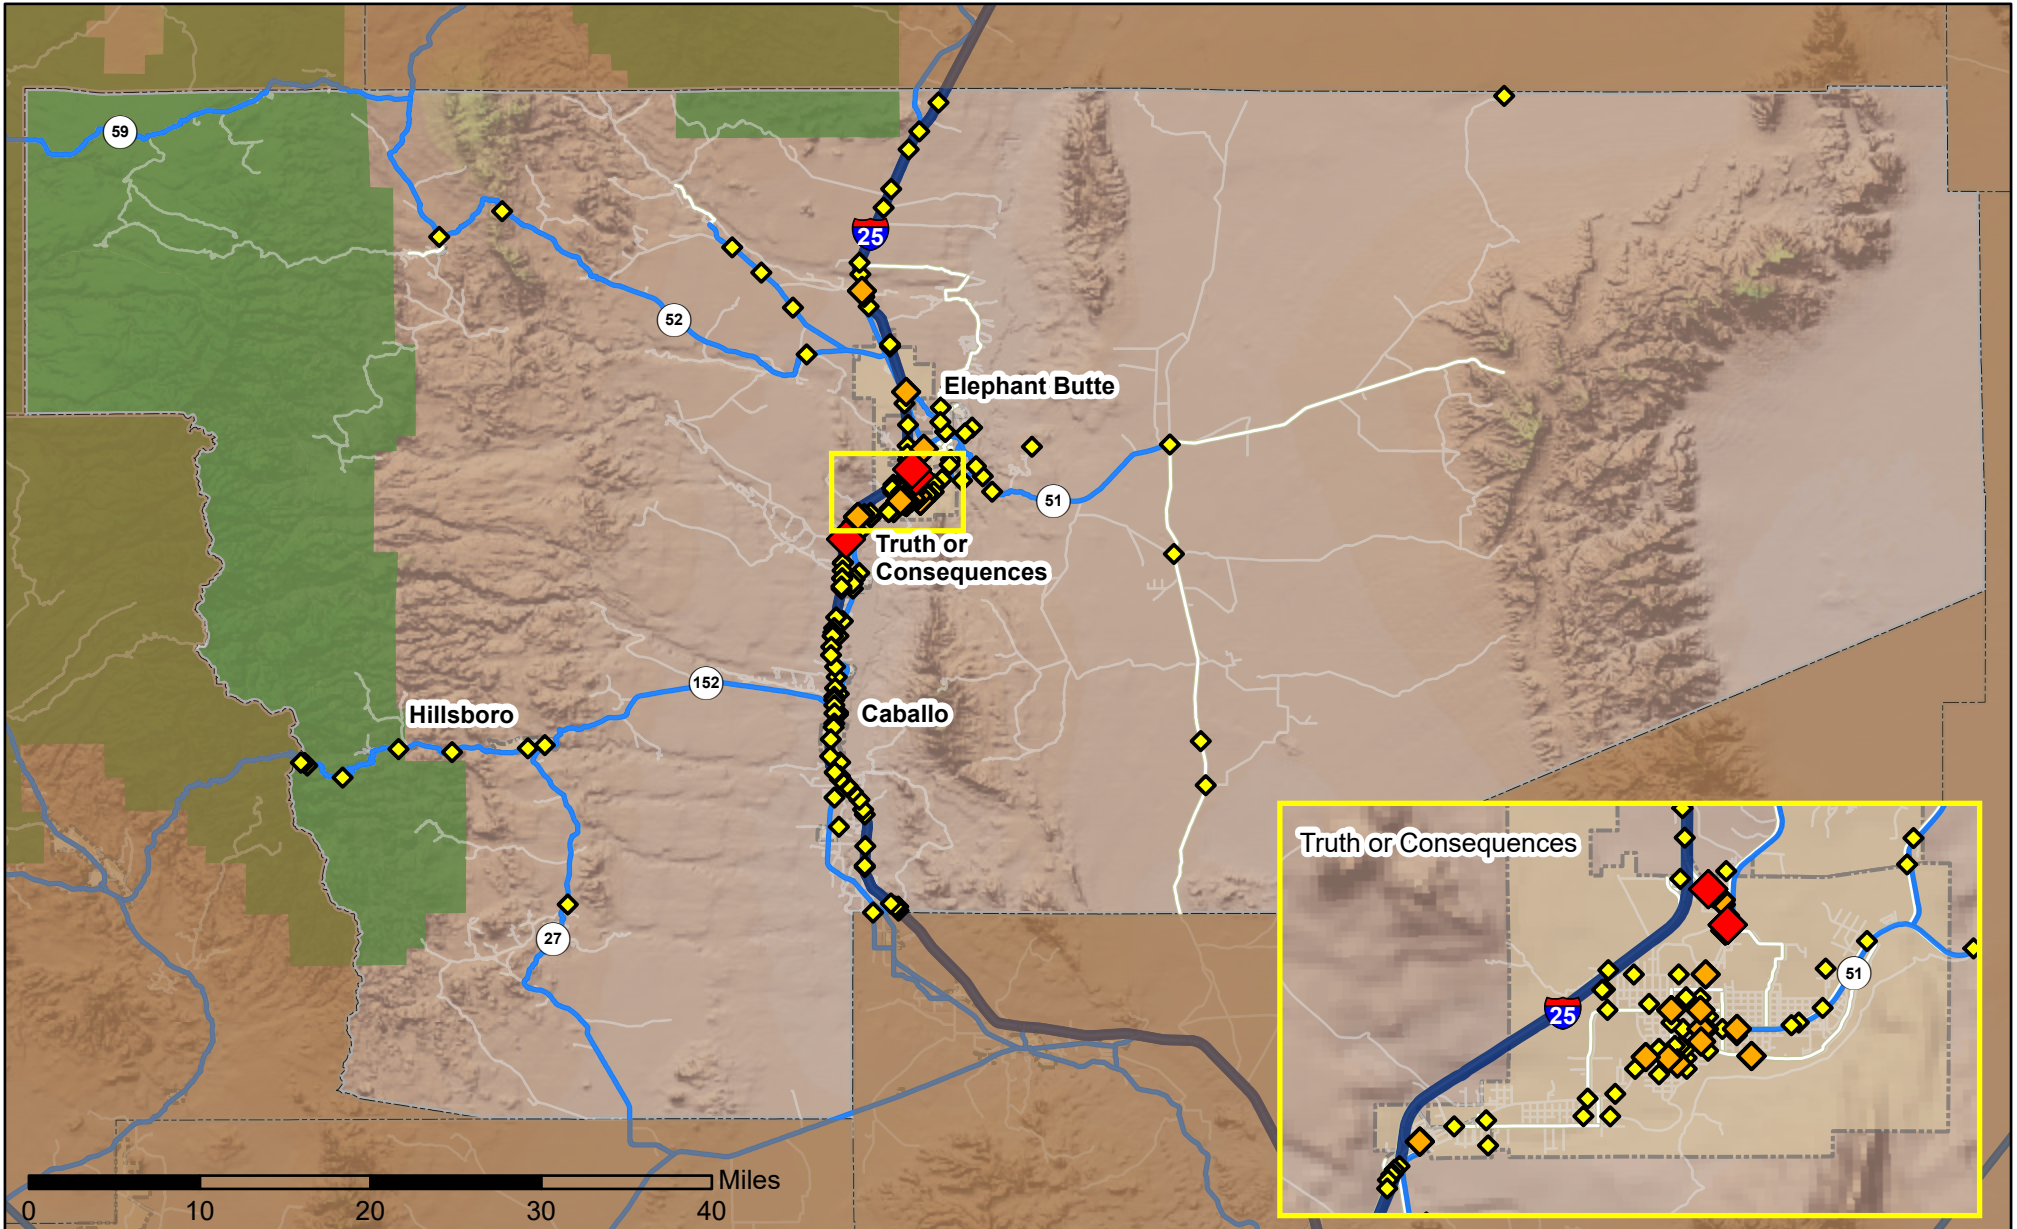 59
25
52
Elephant Butte
51
Truth or
Consequences
152
Hillsboro
Caballo
Truth or Consequences
27
51
25
Miles
0 10 20 30 40